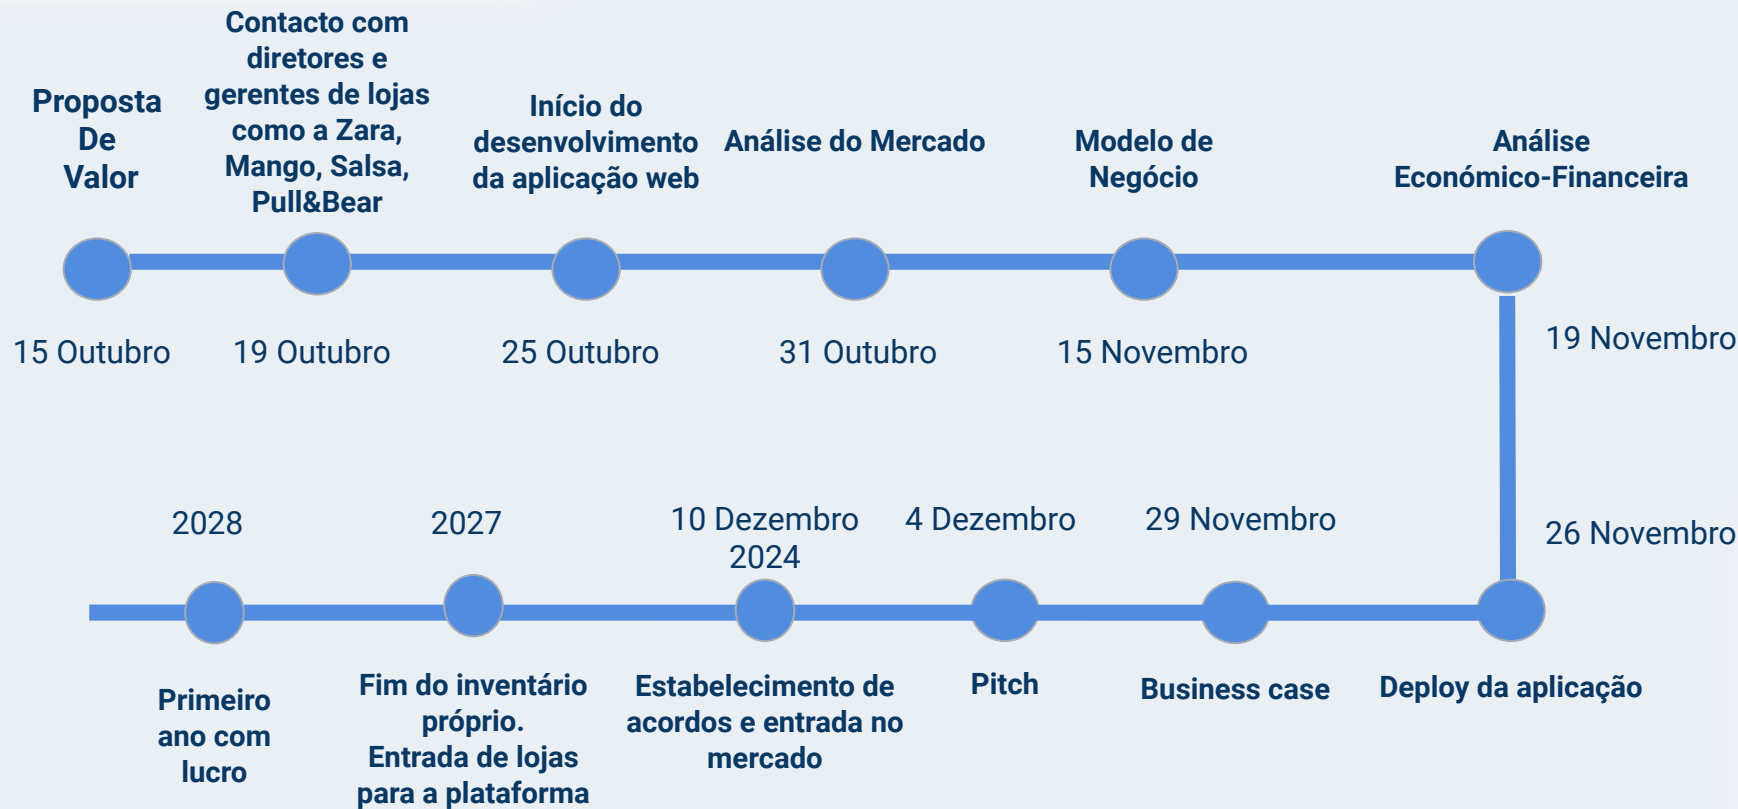 Proposta
De
Valor
15 Outubro
Contacto com
diretores e
gerentes de lojas
como a Zara,
Mango, Salsa,
Pull&Bear
19 Outubro
Início do
desenvolvimento
da aplicação web
25 Outubro
Análise do Mercado
31 Outubro
Modelo de
Negócio
15 Novembro
Análise
Económico-Financeira
19 Novembro
26 Novembro
Deploy da aplicação
29 Novembro
Business case
4 Dezembro
Pitch
10 Dezembro
2024
Estabelecimento de
acordos e entrada no
mercado
2027
Fim do inventário
próprio.
Entrada de lojas
para a plataforma
2028
Primeiro
ano com
lucro